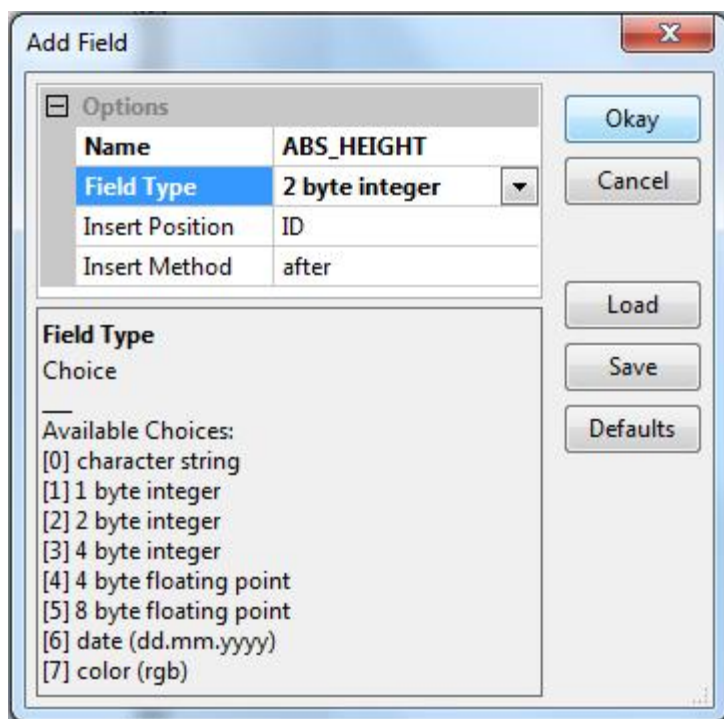 Add Field
Options
Name ABS_HEIGHT
Field Type 2 byte integer
Insert Position ID
Insert Method after
Okay
Cancel
Load
Save
Defaults
Field Type
Choice
__
Available Choices:
[0] character string
[1] 1 byte integer
[2] 2 byte integer
[3] 4 byte integer
[4] 4 byte floating point
[5] 8 byte floating point
[6] date (dd.mm.yyyy)
[7] color (rgb)